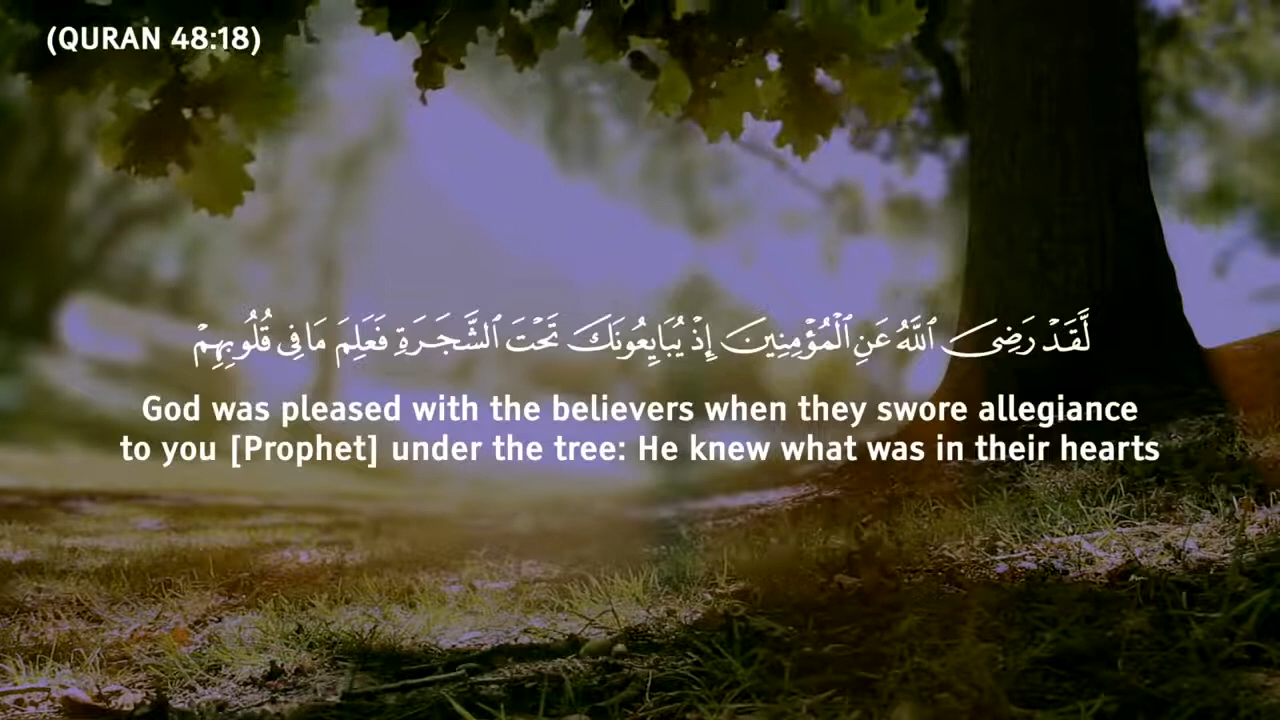 (QURAN 48:18)
لَّقَدْ رَضِىَ ٱللَّهُ عَنِ ٱلْمُؤْمِنِينَ إِذْ يُبَايِعُونَكَ تَحْتَ ٱلشَّجَرَةِ فَعَلِمَ مَا فِى قُلُوبِهِمْ
God was pleased with the believers when they swore allegiance
to you [Prophet] under the tree: He knew what was in their hearts